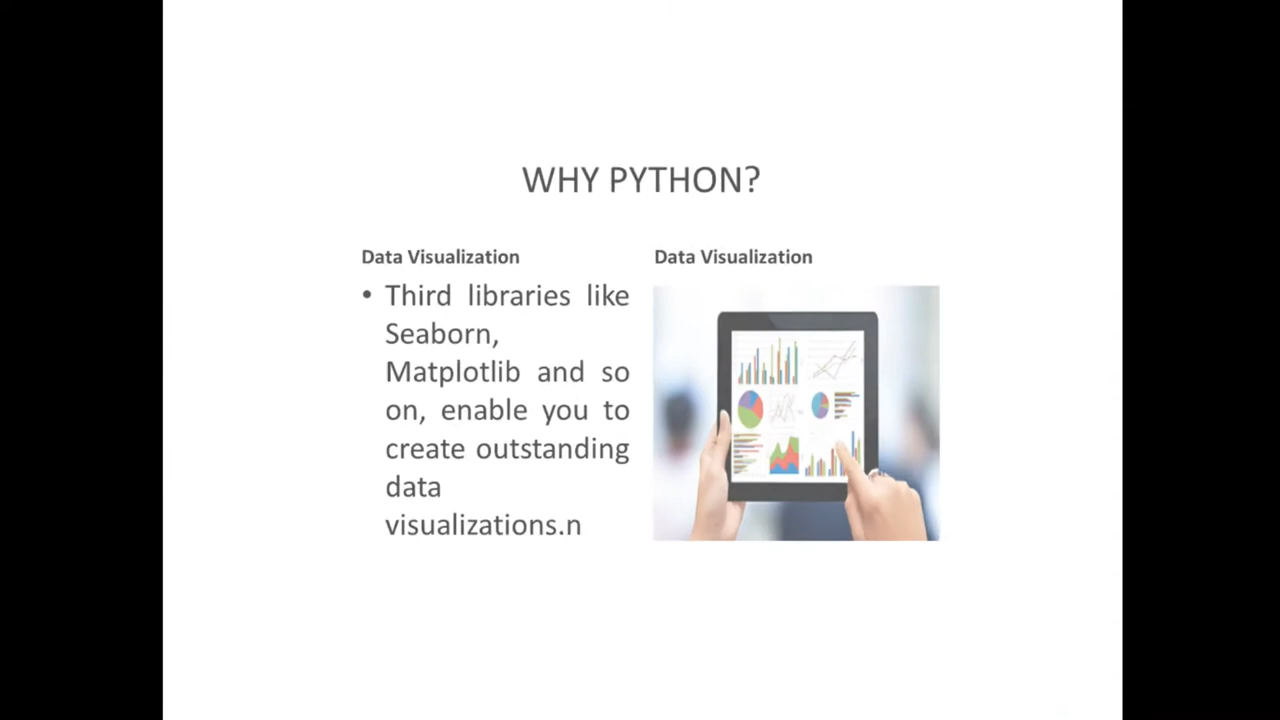 WHY PYTHON?
Data Visualization
• Third libraries like
Seaborn,
Matplotlib and so
on, enable you to
create outstanding
data
visualizations.n
Data Visualization